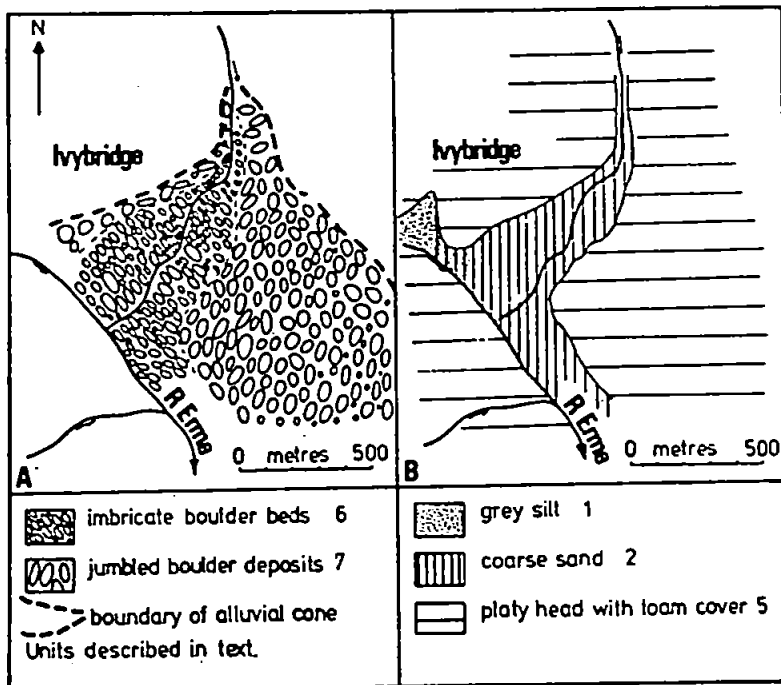 N
Ivybridge
R Erme
0 metres 500
A
imbricate boulder beds 6
jumbled boulder deposits 7
boundary of alluvial cone
Units described in text.
Ivybridge
R Erme
0 metres 500
B
grey silt 1
coarse sand 2
platy head with loam cover 5